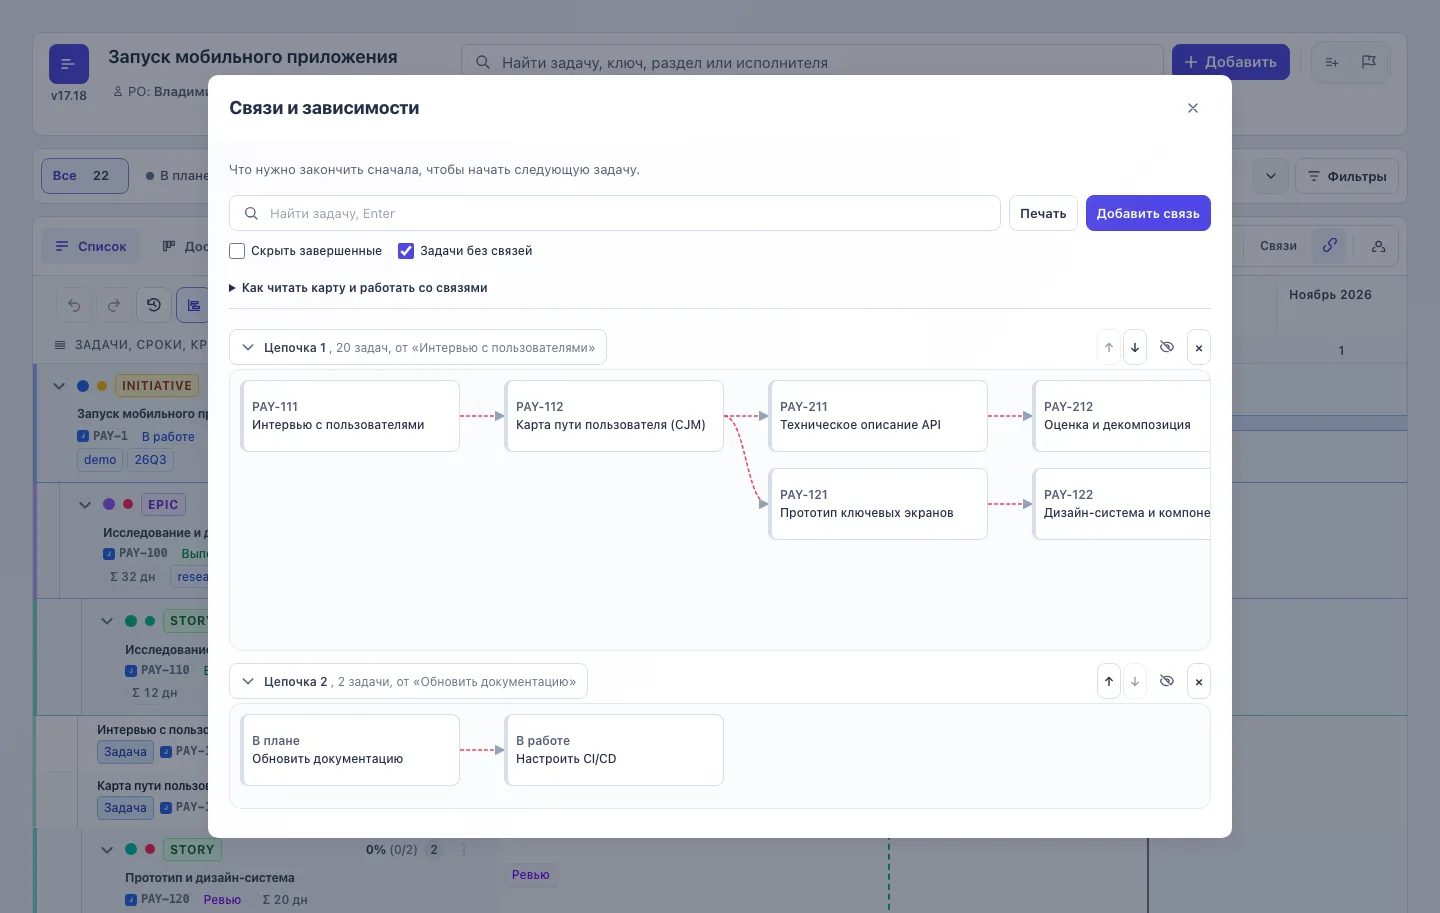 Запуск мобильного приложения
Найти задачу, ключ, раздел или исполнителя
Добавить
v17.18
PO:
Связи и зависимости
Что нужно закончить сначала, чтобы начать следующую задачу.
Все 22
В плане
Фильтры
Найти задачу, Enter
Печать
Добавить связь
Список
Связи
Скрыть завершенные
Задачи без связей
Как читать карту и работать со связями
Ноябрь 2026
1
ЗАДАЧИ, СРОКИ,
Цепочка 1 , 20 задач, от «Интервью с пользователями»
PAY-111
Интервью с пользователями
PAY-112
Карта пути пользователя (CJM)
PAY-211
Техническое описание API
PAY-212
Оценка и декомпозиция
PAY-121
Прототип ключевых экранов
PAY-122
Дизайн-система и
Цепочка 2 , 2 задачи, от «Обновить документацию»
В плане
Обновить документацию
В работе
Настроить CI/CD
INITIATIVE
Запуск мобильного
PAY-1 В работе
demo 26Q3
EPIC
Исследование и
PAY-100
Σ 32 дн
STORY
Исследование
PAY-110
Σ 12 дн
Интервью с
Задача
Карта пути
Задача
STORY 0% (0/2) 2
Прототип и дизайн-система
PAY-120 Ревью Σ 20 дн
Ревью